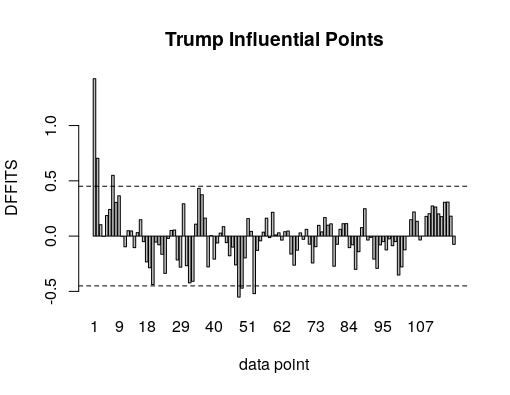 Trump Influential Points
DFFITS
1.0
0.5
0.0
-0.5
1 9 18 29 40 51 62 73 84 95 107
data point